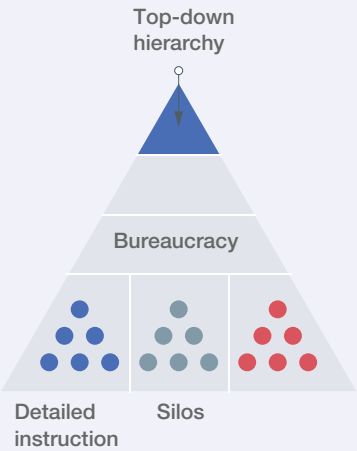 Top-down
hierarchy
Bureaucracy
Detailed
instruction
Silos